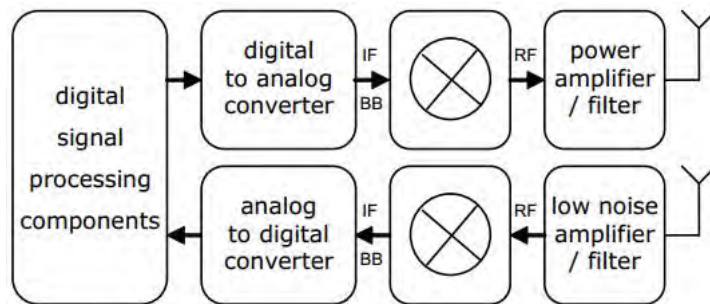 digital
signal
processing
components
digital
to analog
converter
IF
BB
RF
power
amplifier
/ filter
analog
to digital
converter
IF
BB
RF
low noise
amplifier
/ filter